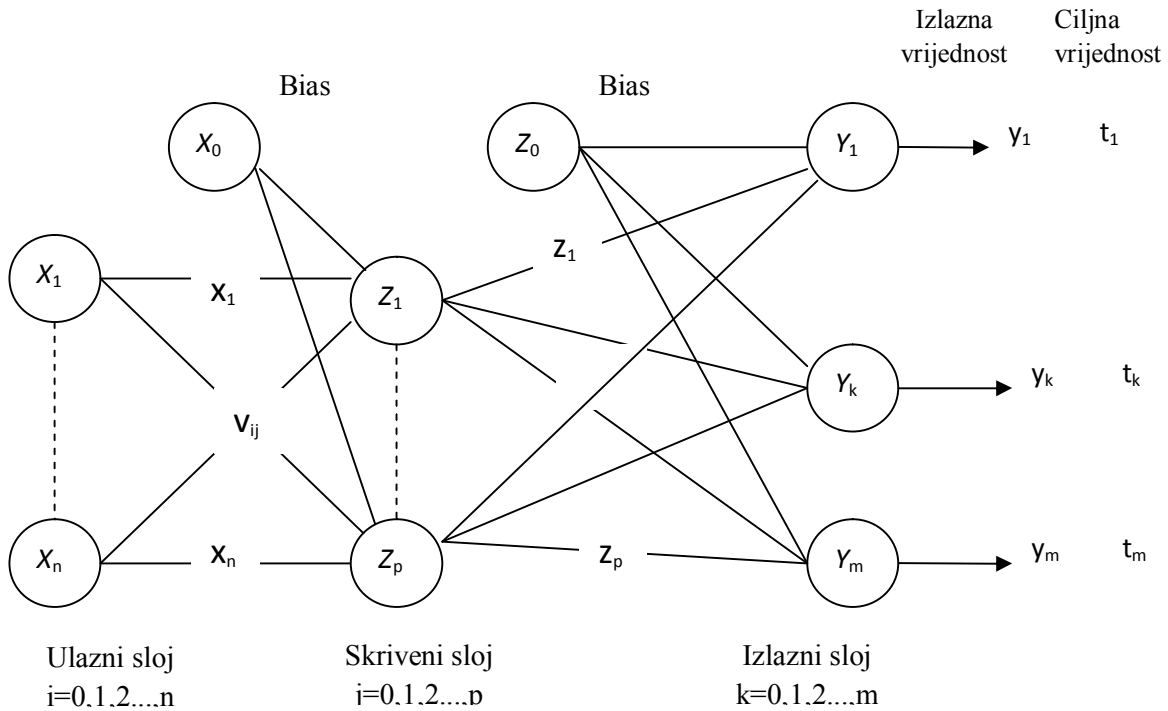 Izlazna
vrijednost
Ciljna
vrijednost
Bias
Bias
X₀
Z₀
Y₁
y₁
t₁
z₁
X₁
x₁
Z₁
Yₖ
yₖ
tₖ
vᵢⱼ
Xₙ
xₙ
Zₚ
zₚ
Yₘ
yₘ
tₘ
Ulazni sloj
i=0,1,2...,n
Skriveni sloj
j=0,1,2...,p
Izlazni sloj
k=0,1,2...,m